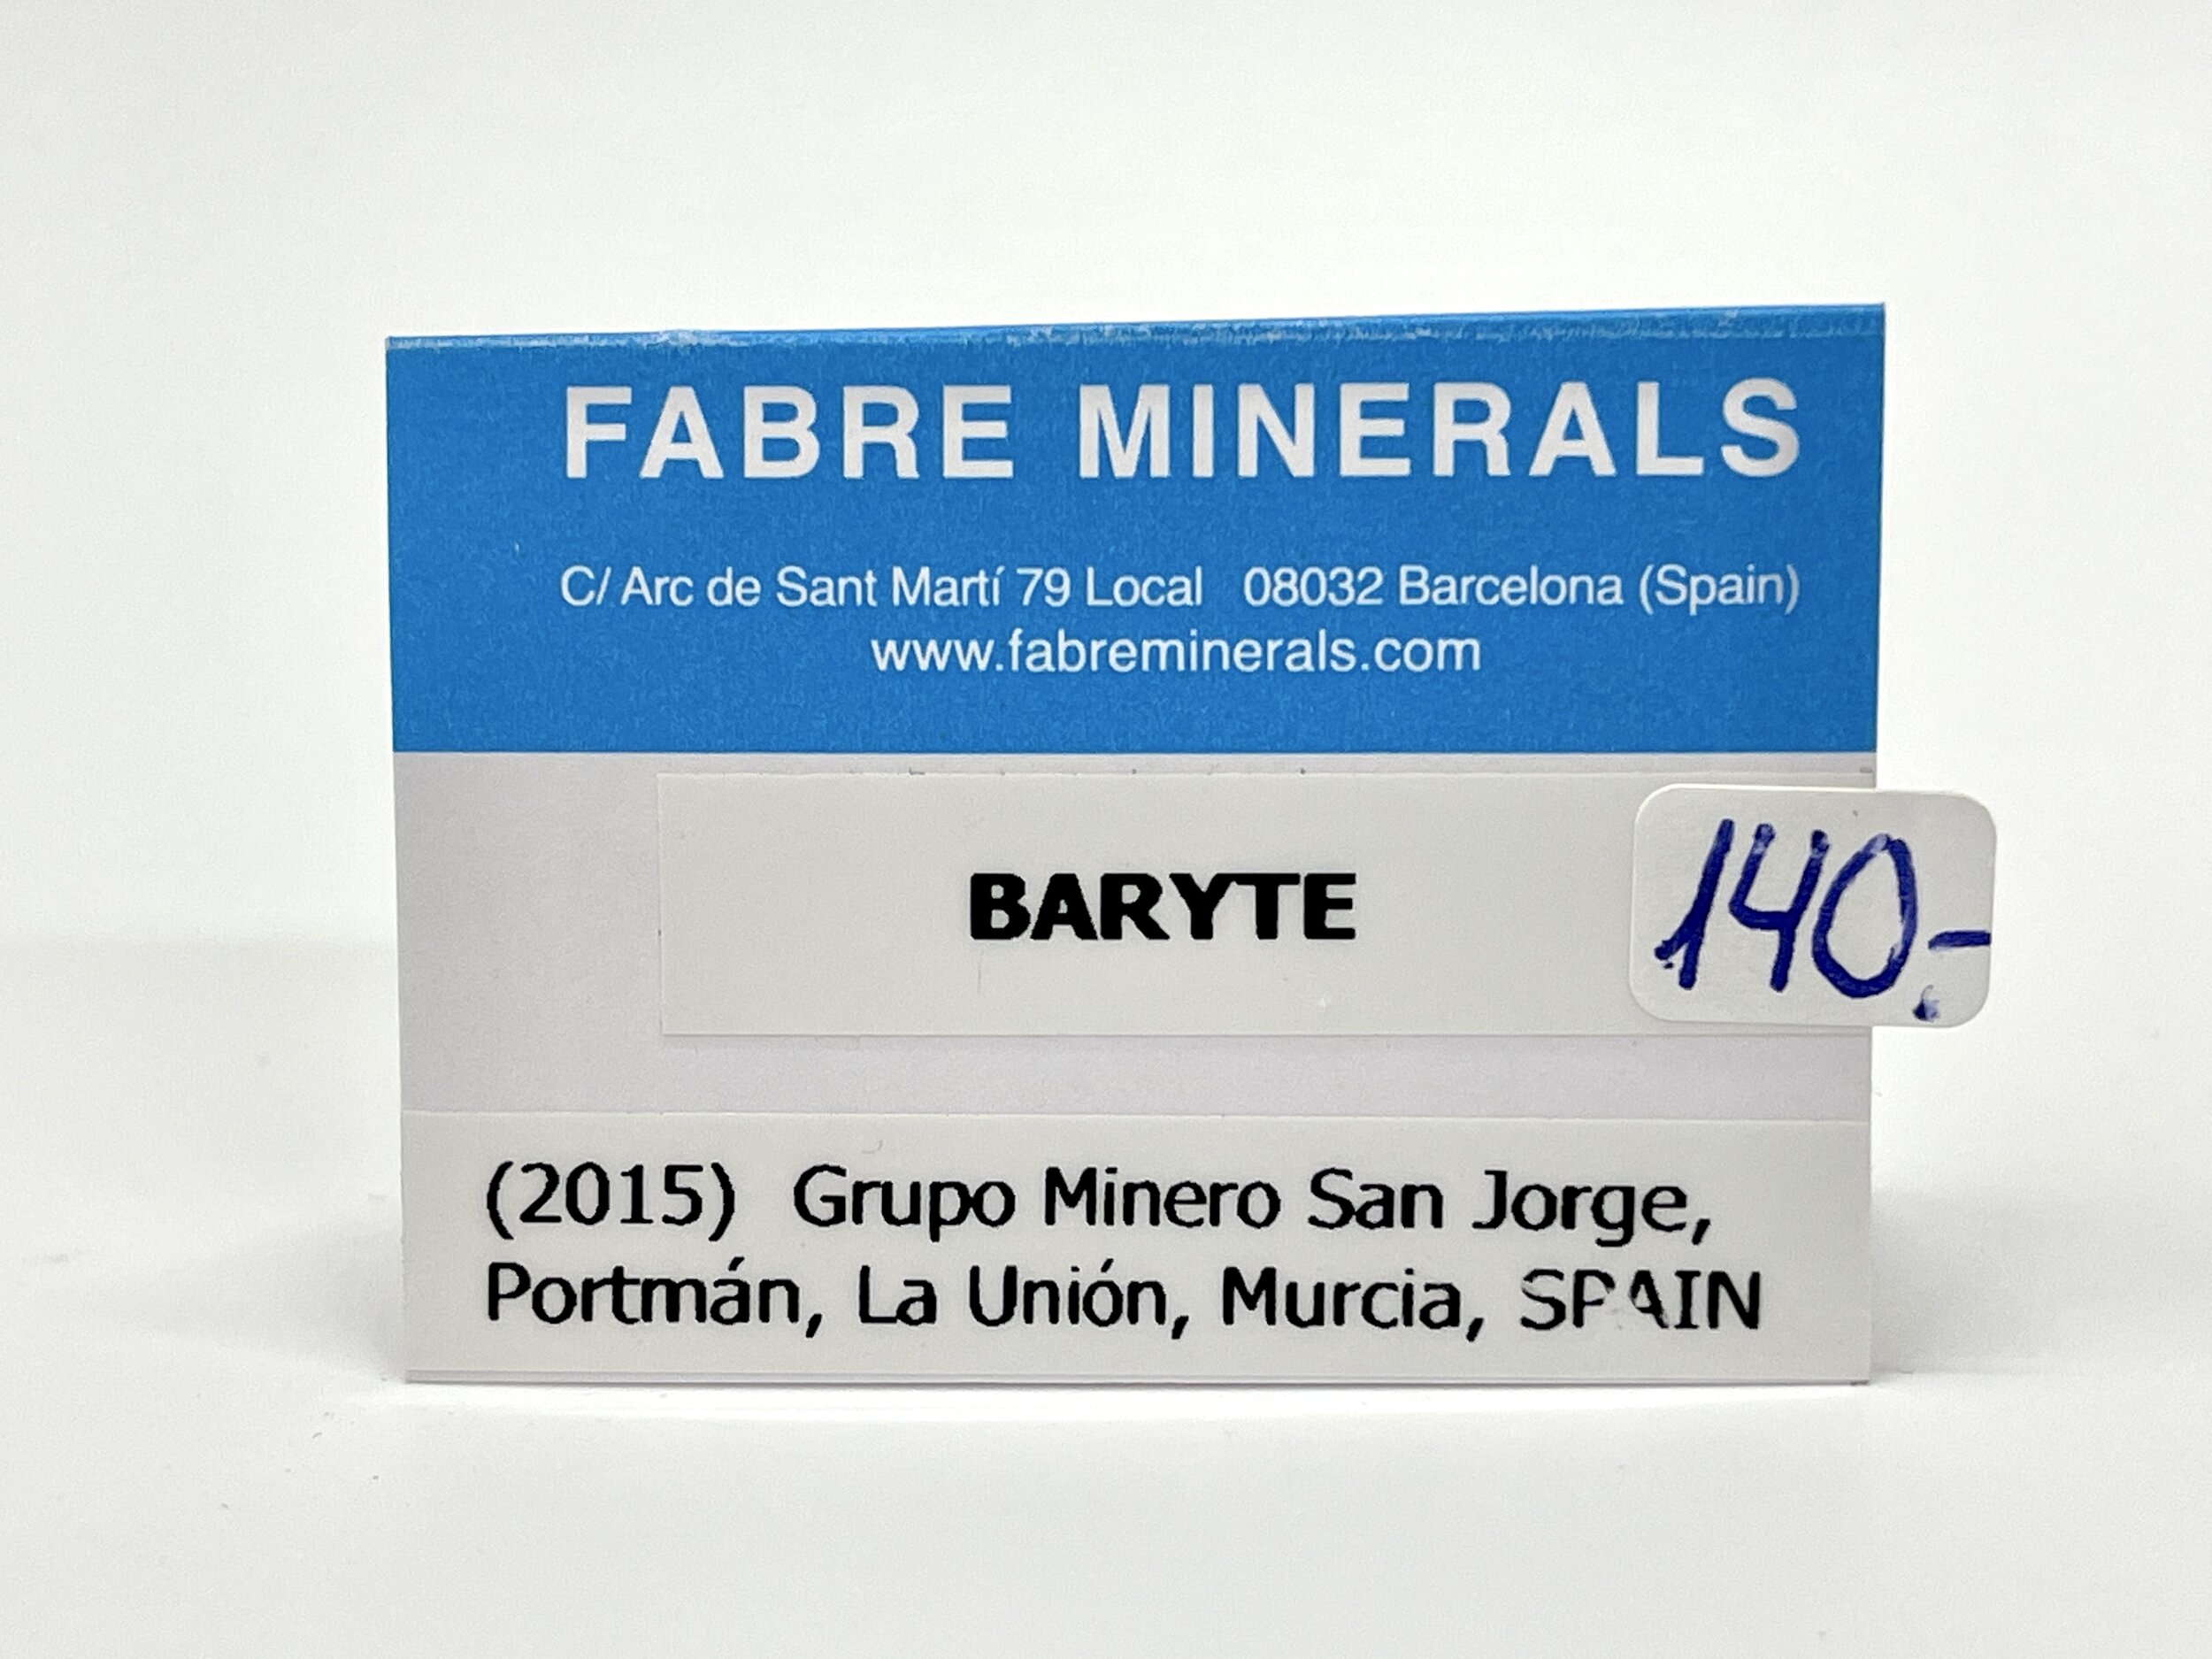 FABRE MINERALS
C/ Arc de Sant Martí 79 Local 08032 Barcelona (Spain)
www.fabreminerals.com
BARYTE
140.-
(2015) Grupo Minero San Jorge,
Portmán, La Unión, Murcia, SPAIN